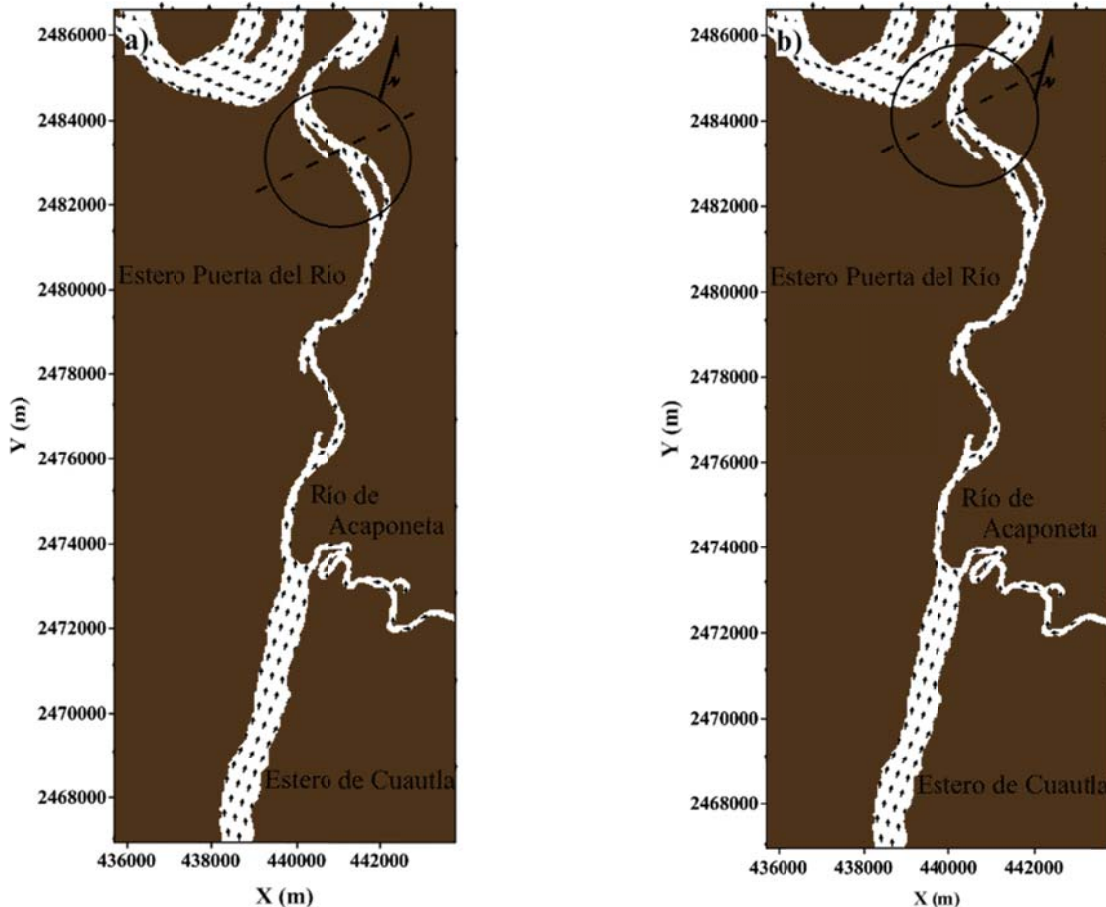 a)
2486000
2484000
2482000
2480000
2478000
2476000
2474000
2472000
2470000
2468000
Y (m)
N
Estero Puerta del Río
Río de
Acaponeta
Estero de Cuautla
436000 438000 440000 442000
X (m)
b)
2486000
2484000
2482000
2480000
2478000
2476000
2474000
2472000
2470000
2468000
Y (m)
N
Estero Puerta del Río
Río de
Acaponeta
Estero de Cuautla
436000 438000 440000 442000
X (m)